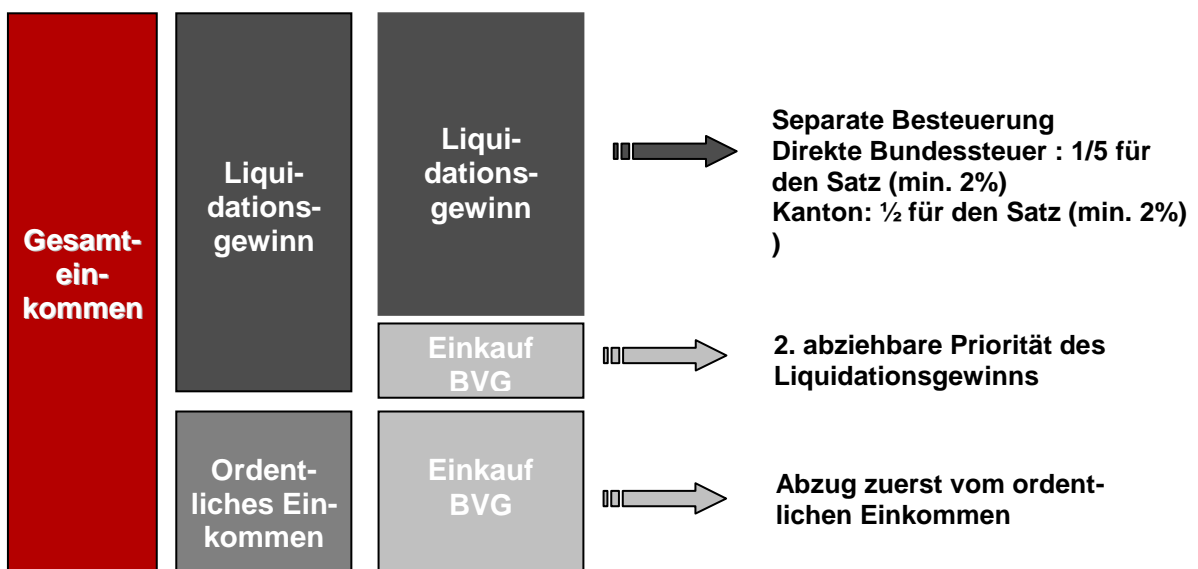 Gesamt-
ein-
kommen
Liqui-
dations-
gewinn
Liqui-
dations-
gewinn
Separate Besteuerung
Direkte Bundessteuer : 1/5 für
den Satz (min. 2%)
Kanton: ½ für den Satz (min. 2%)
)
Einkauf
BVG
2. abziehbare Priorität des
Liquidationsgewinns
Ordent-
liches Ein-
kommen
Einkauf
BVG
Abzug zuerst vom ordent-
lichen Einkommen